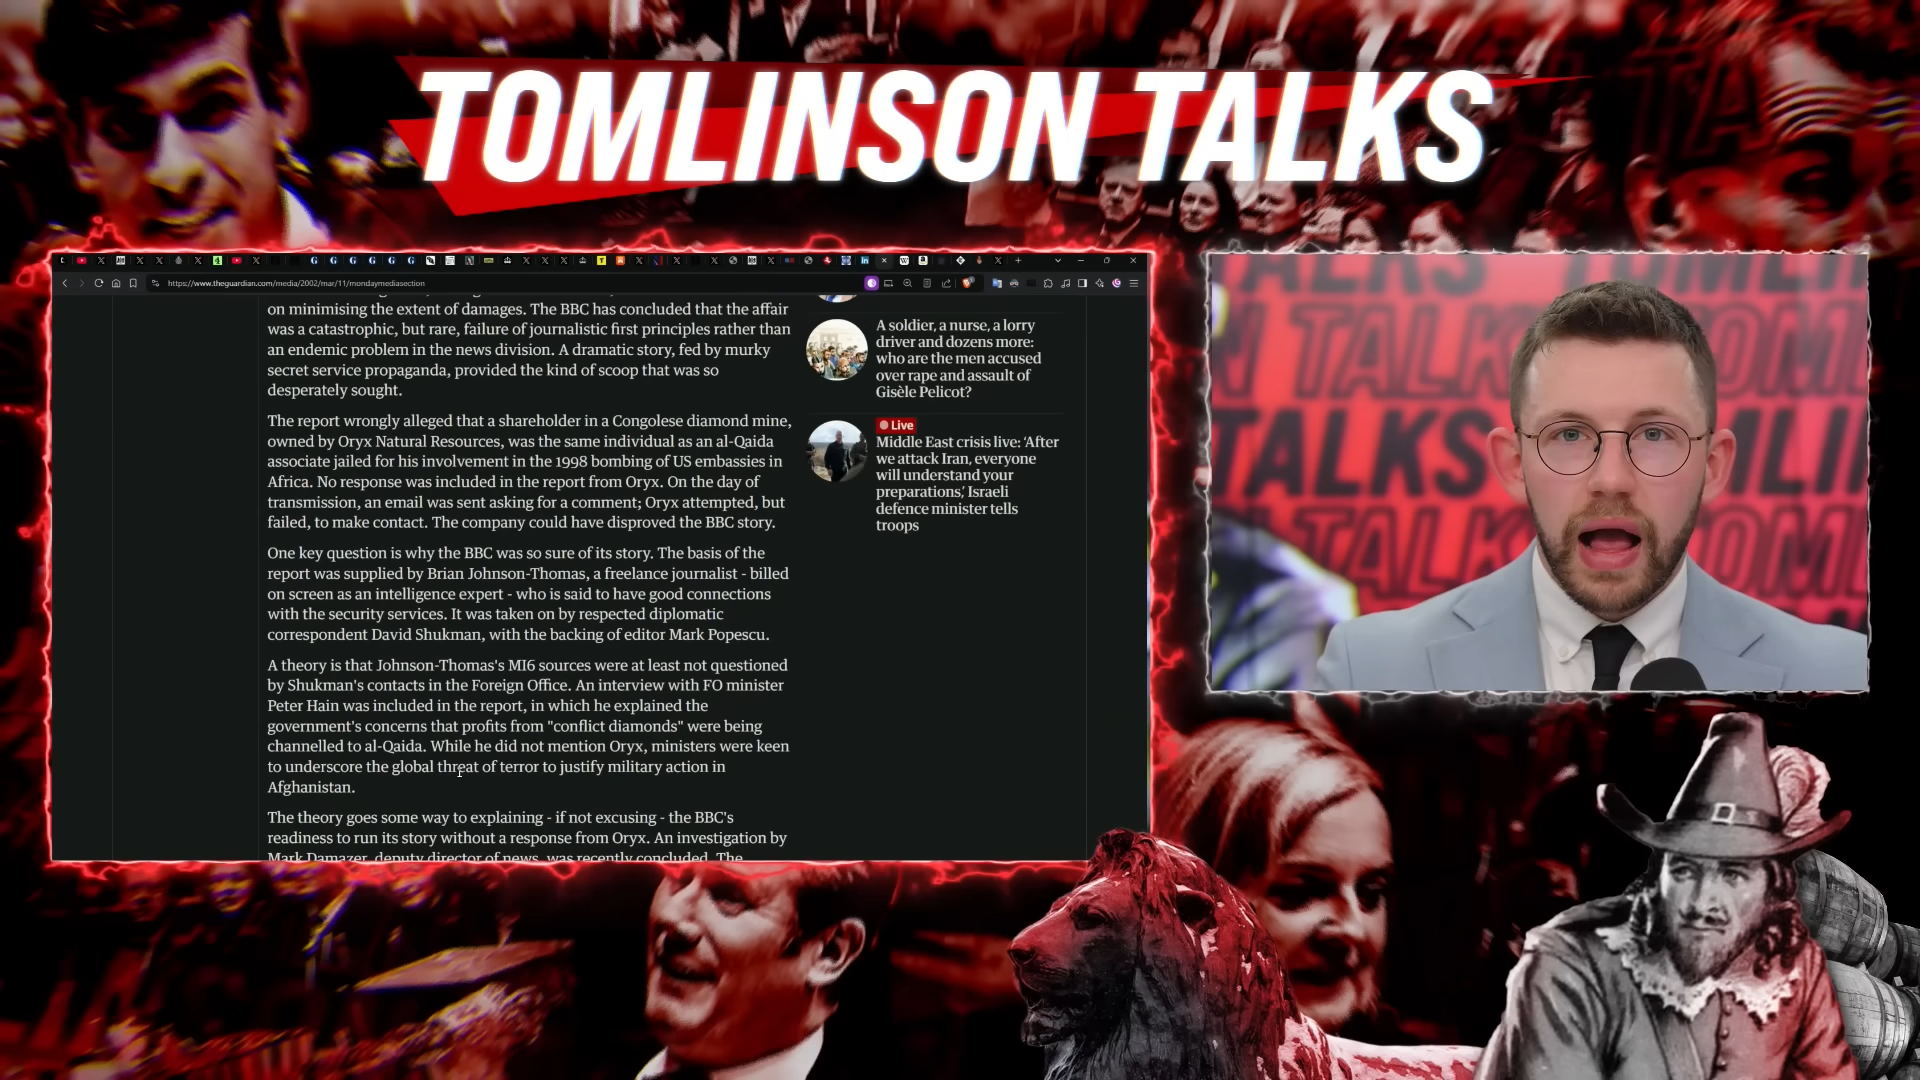 TOMLINSON TALKS
https://www.theguardian.com/media/2002/mar/11/mondaymediasection
on minimising the extent of damages. The BBC has concluded that the affair
was a catastrophic, but rare, failure of journalistic first principles rather than
an endemic problem in the news division. A dramatic story, fed by murky
secret service propaganda, provided the kind of scoop that was so
desperately sought.
The report wrongly alleged that a shareholder in a Congolese diamond mine,
owned by Oryx Natural Resources, was the same individual as an al-Qaida
associate jailed for his involvement in the 1998 bombing of US embassies in
Africa. No response was included in the report from Oryx. On the day of
transmission, an email was sent asking for a comment; Oryx attempted, but
failed, to make contact. The company could have disproved the BBC story.
One key question is why the BBC was so sure of its story. The basis of the
report was supplied by Brian Johnson-Thomas, a freelance journalist - billed
on screen as an intelligence expert - who is said to have good connections
with the security services. It was taken on by respected diplomatic
correspondent David Shukman, with the backing of editor Mark Popescu.
A theory is that Johnson-Thomas's MI6 sources were at least not questioned
by Shukman's contacts in the Foreign Office. An interview with FO minister
Peter Hain was included in the report, in which he explained the
government's concerns that profits from "conflict diamonds" were being
channelled to al-Qaida. While he did not mention Oryx, ministers were keen
to underscore the global threat of terror to justify military action in
Afghanistan.
The theory goes some way to explaining - if not excusing - the BBC's
readiness to run its story without a response from Oryx. An investigation by
Mark Damazer, deputy director of news, was recently concluded. The
A soldier, a nurse, a lorry
driver and dozens more:
who are the men accused
over rape and assault of
Gisèle Pelicot?
Live
Middle East crisis live: ‘After
we attack Iran, everyone
will understand your
preparations,’ Israeli
defence minister tells
troops
TALKS
TALKS